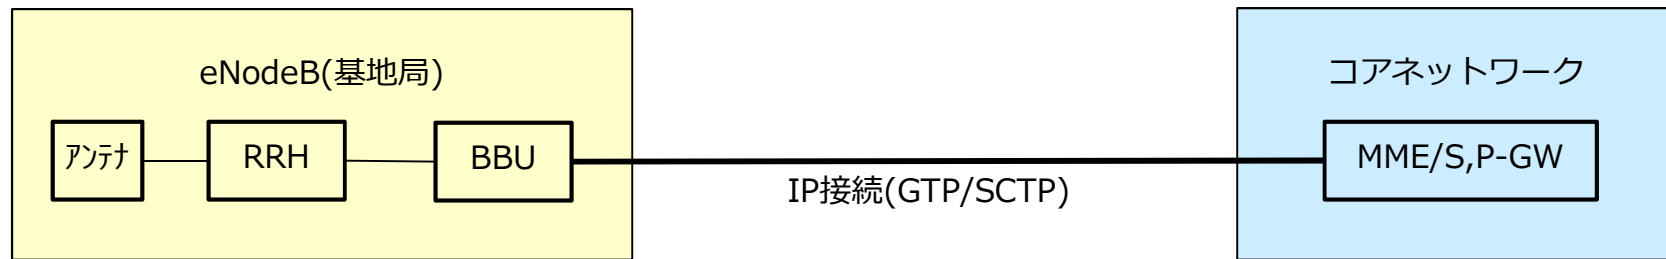 eNodeB(基地局)
アンテナ
RRH
BBU
IP接続(GTP/SCTP)
コアネットワーク
MME/S,P-GW